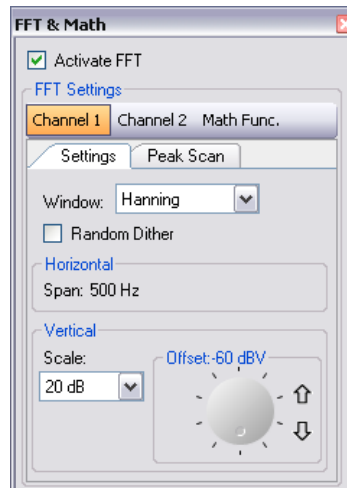 FFT & Math
Activate FFT
FFT Settings
Channel 1 Channel 2 Math Func.
Settings Peak Scan
Window: Hanning
Random Dither
Horizontal
Span: 500 Hz
Vertical
Scale: Offset:-60 dBV
20 dB